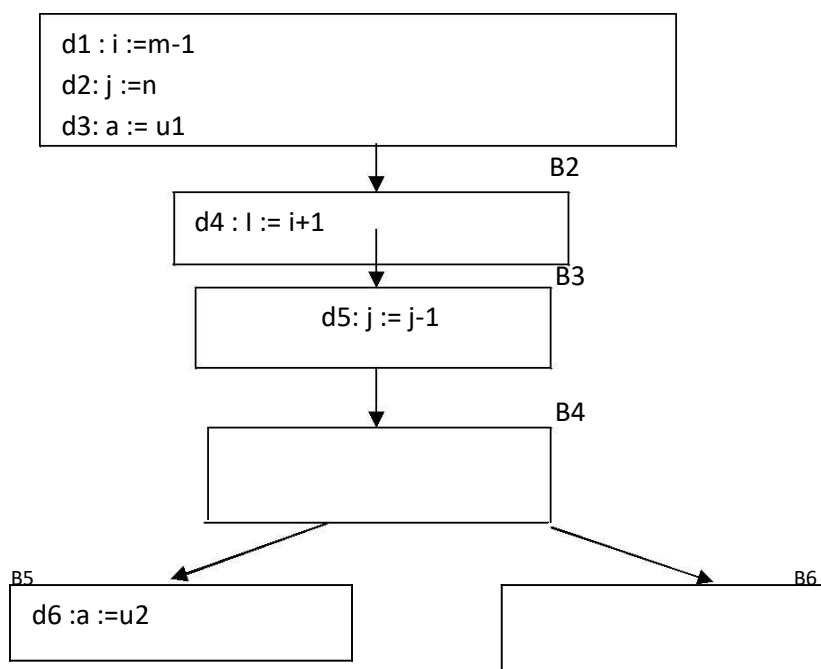 d1 : i :=m-1
d2: j :=n
d3: a := u1
B2
d4 : I := i+1
B3
d5: j := j-1
B4
B5
B6
d6 :a :=u2